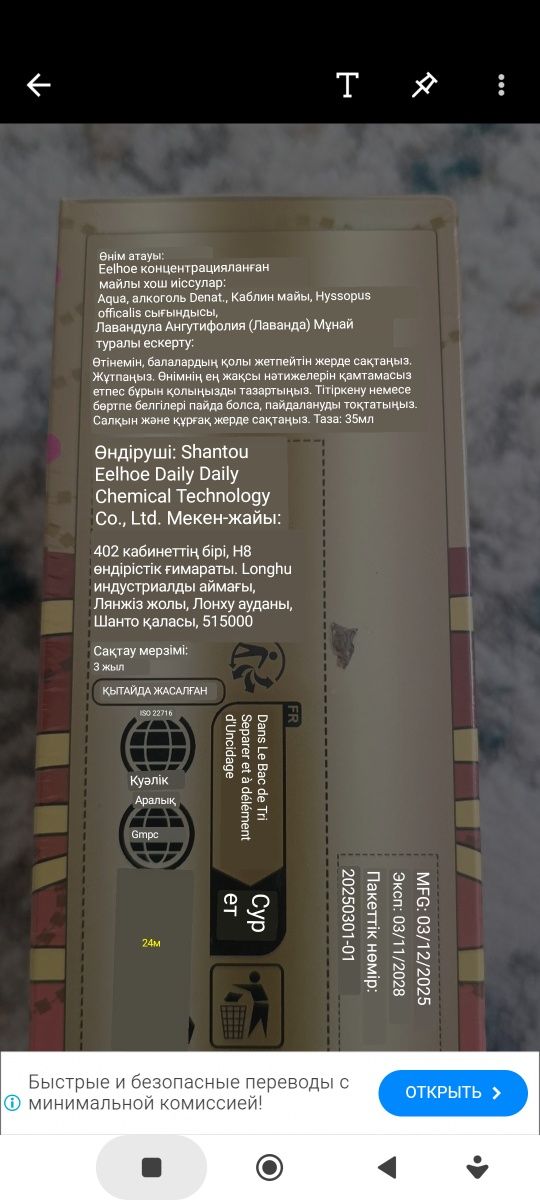 T
Өнім атауы:
Eelhoe концентрацияланған
майлы хош иіссулар:
Aqua, алкоголь Denat., Каблин майы, Hyssopus
officalis сығындысы,
Лавандула Ангутифолия (Лаванда) Мұнай
туралы ескерту:
Өтінемін, балалардың қолы жетпейтін жерде сақтаңыз.
Жұтпаңыз. Өнімнің ең жақсы нәтижелерін қамтамасыз
етпес бұрын қолыңызды тазартыңыз. Тітіркену немесе
бөртпе белгілері пайда болса, пайдалануды тоқтатыңыз.
Салқын және құрғақ жерде сақтаңыз. Таза: 35мл
Өндіруші: Shantou
Eelhoe Daily Daily
Chemical Technology
Co., Ltd. Мекен-жайы:
402 кабинеттің бірі, H8
өндірістік ғимараты. Longhu
индустриалды аймағы,
Лянжіз жолы, Лонху ауданы,
Шанто қаласы, 515000
Сақтау мерзімі:
3 жыл
ҚЫТАЙДА ЖАСАЛҒАН
ISO 22716
Куәлік
Аралық
Gmpc
24м
FR
Dans Le Bac de Tri
Separer et à délément
d'Uncidage
Сур
ет
MFG: 03/12/2025
Эксп: 03/11/2028
Пакеттік нөмір:
20250301-01
Быстрые и безопасные переводы с
минимальной комиссией!
ОТКРЫТЬ